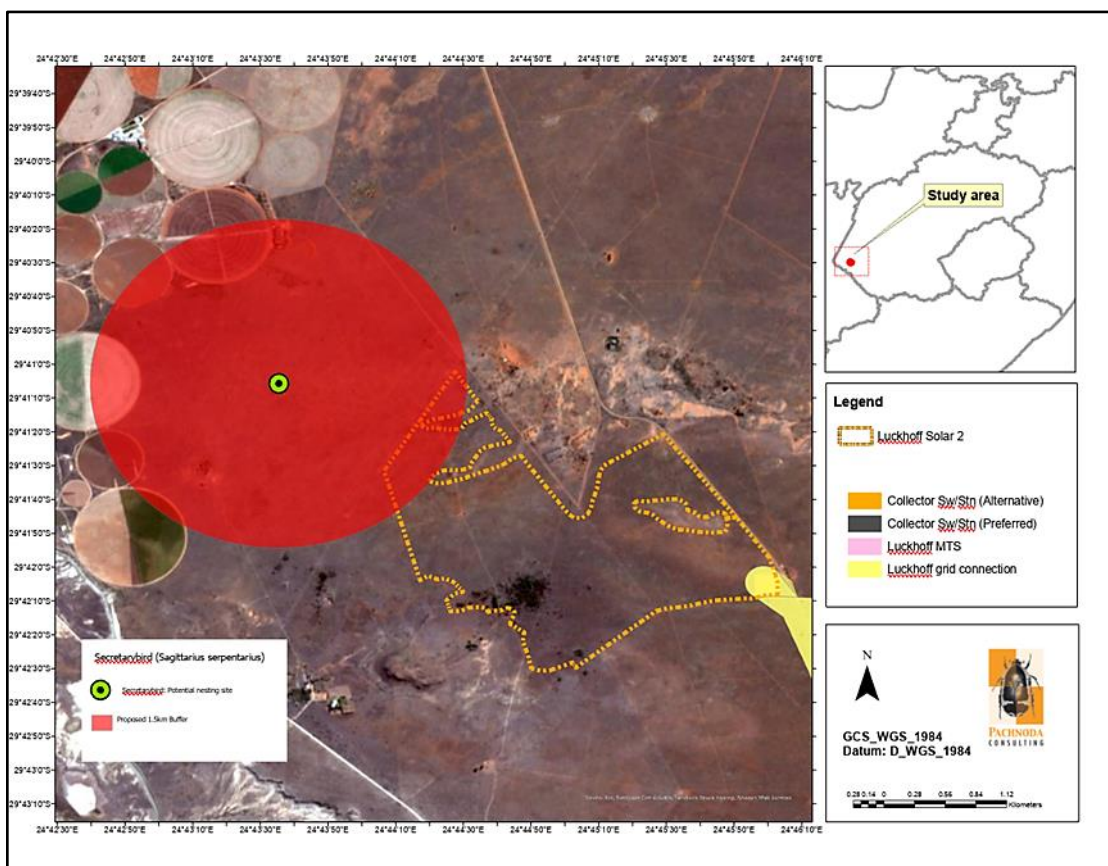 24°42'30"E 24°42'50"E 24°43'10"E 24°43'30"E 24°43'50"E 24°44'10"E 24°44'30"E 24°44'50"E 24°45'10"E 24°45'30"E 24°45'50"E 24°46'10"E
29°39'40"S
29°39'50"S
29°40'0"S
29°40'10"S
29°40'20"S
29°40'30"S
29°40'40"S
29°40'50"S
29°41'0"S
29°41'10"S
29°41'20"S
29°41'30"S
29°41'40"S
29°41'50"S
29°42'0"S
29°42'10"S
29°42'20"S
29°42'30"S
29°42'40"S
29°42'50"S
29°43'0"S
29°43'10"S
Secretarybird (Sagittarius serpentarius)
Secretarybird: Potential nesting site
Proposed 1.5km Buffer
24°42'30"E 24°42'50"E 24°43'10"E 24°43'30"E 24°43'50"E 24°44'10"E 24°44'30"E 24°44'50"E 24°45'10"E 24°45'30"E 24°45'50"E 24°46'10"E
Study area
Legend
Luckhoff Solar 2
Collector Sw/Stn (Alternative)
Collector Sw/Stn (Preferred)
Luckhoff MTS
Luckhoff grid connection
N
PACHNODA
CONSULTING
GCS_WGS_1984
Datum: D_WGS_1984
0.28 0.14 0 0.28 0.56 0.84 1.12
Kilometers